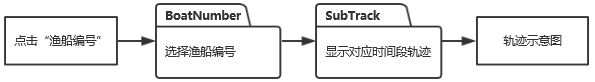 点击“渔船编号”
BoatNumber
选择渔船编号
SubTrack
显示对应时间段轨迹
轨迹示意图